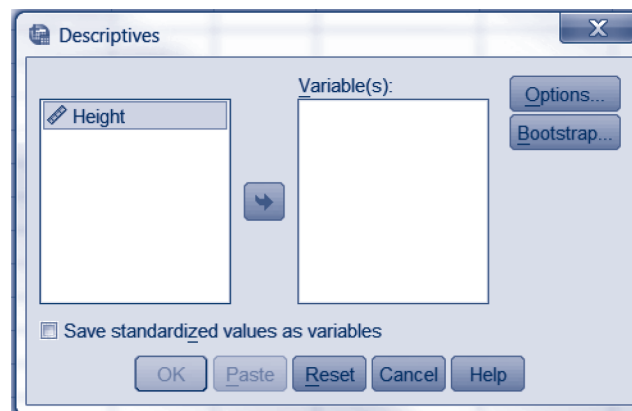 Descriptives
X
Variable(s):
Height
Options...
Bootstrap...
Save standardized values as variables
OK Paste Reset Cancel Help